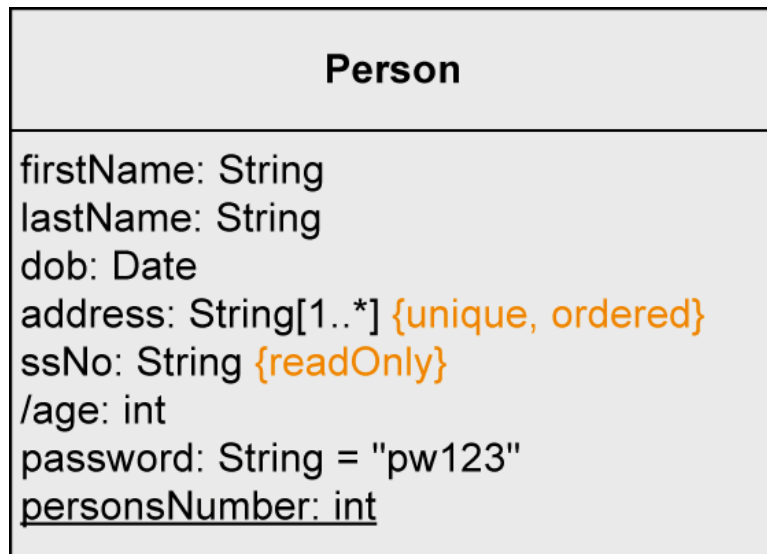 Person
firstName: String
lastName: String
dob: Date
address: String[1..*] {unique, ordered}
ssNo: String {readOnly}
/age: int
password: String = "pw123"
personsNumber: int